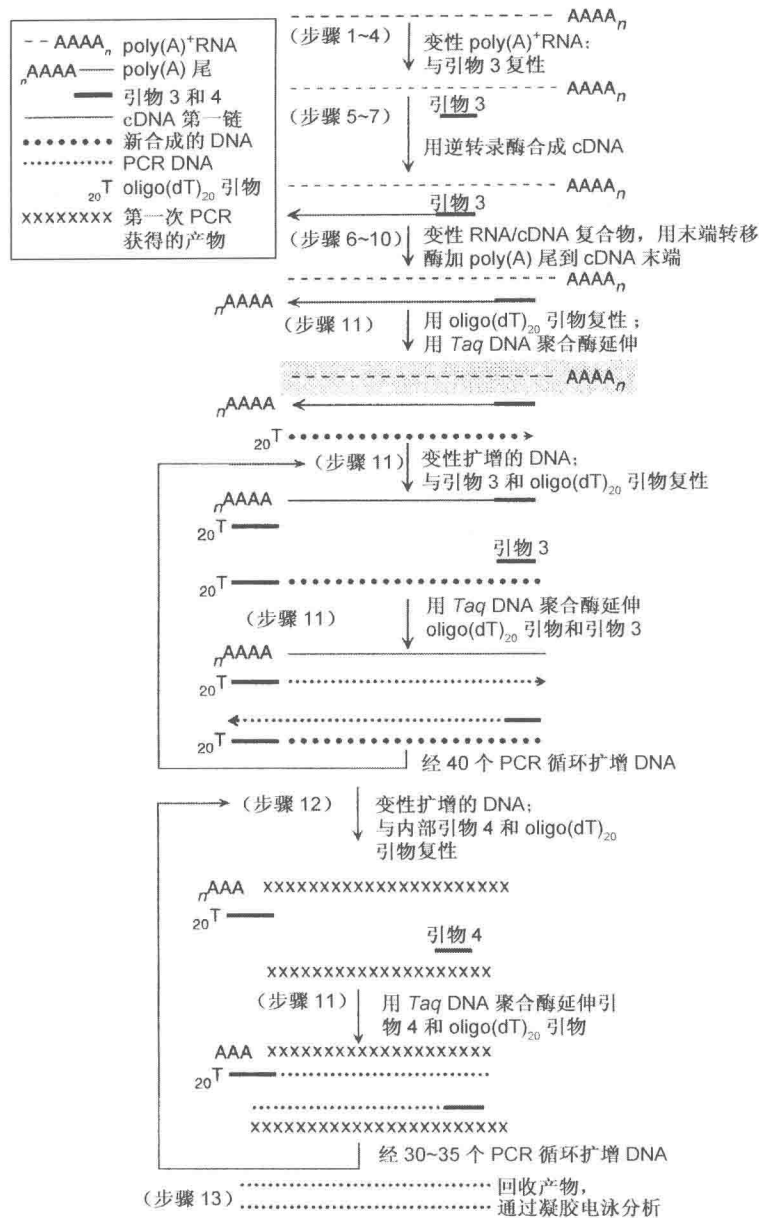 -- AAAAₙ poly(A)⁺RNA
ₙAAAA— poly(A) 尾
引物 3 和 4
cDNA 第一链
新合成的 DNA
PCR DNA
₂₀T oligo(dT)₂₀ 引物
xxxxxxxx 第一次 PCR
获得的产物
AAAAₙ
(步骤 1~4)
变性 poly(A)⁺RNA;
与引物 3 复性
AAAAₙ
引物 3
(步骤 5~7)
用逆转录酶合成 cDNA
AAAAₙ
引物 3
(步骤 6~10)
变性 RNA/cDNA 复合物,用末端转移
酶加 poly(A) 尾到 cDNA 末端
AAAAₙ
ₙAAAA
(步骤 11)
用 oligo(dT)₂₀ 引物复性;
用 Taq DNA 聚合酶延伸
AAAAₙ
ₙAAAA
₂₀T
(步骤 11)
变性扩增的 DNA;
与引物 3 和 oligo(dT)₂₀ 引物复性
ₙAAAA
₂₀T
引物 3
₂₀T
(步骤 11)
用 Taq DNA 聚合酶延伸
oligo(dT)₂₀ 引物和引物 3
ₙAAAA
₂₀T
₂₀T
经 40 个 PCR 循环扩增 DNA
(步骤 12)
变性扩增的 DNA;
与内部引物 4 和 oligo(dT)₂₀
引物复性
ₙAAA xxxxxxxxxxxxxxxxxxxxxx
₂₀T
引物 4
xxxxxxxxxxxxxxxxxxxx
(步骤 11)
用 Taq DNA 聚合酶延伸引
物 4 和 oligo(dT)₂₀ 引物
AAA xxxxxxxxxxxxxxxxxxxx
₂₀T
xxxxxxxxxxxxxxxxxxxxxxx
经 30~35 个 PCR 循环扩增 DNA
(步骤 13)
回收产物,
通过凝胶电泳分析